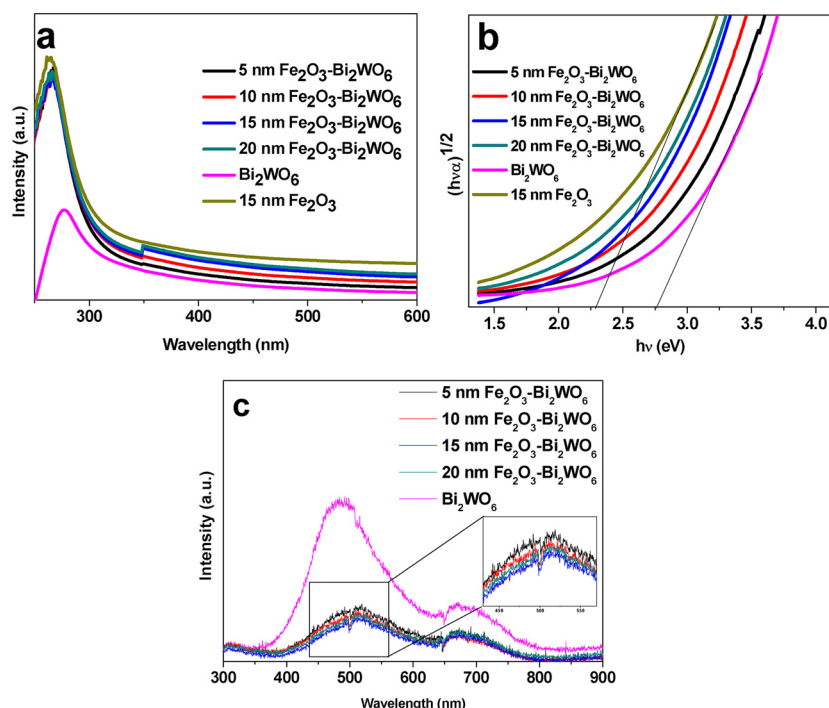 a
5 nm Fe₂O₃-Bi₂WO₆
10 nm Fe₂O₃-Bi₂WO₆
15 nm Fe₂O₃-Bi₂WO₆
20 nm Fe₂O₃-Bi₂WO₆
Bi₂WO₆
15 nm Fe₂O₃
Intensity (a.u.)
300 400 500 600
Wavelength (nm)
b
5 nm Fe₂O₃-Bi₂WO₆
10 nm Fe₂O₃-Bi₂WO₆
15 nm Fe₂O₃-Bi₂WO₆
20 nm Fe₂O₃-Bi₂WO₆
Bi₂WO₆
15 nm Fe₂O₃
(hνα)1/2
1.5 2.0 2.5 3.0 3.5 4.0
hν (eV)
c
5 nm Fe₂O₃-Bi₂WO₆
10 nm Fe₂O₃-Bi₂WO₆
15 nm Fe₂O₃-Bi₂WO₆
20 nm Fe₂O₃-Bi₂WO₆
Bi₂WO₆
Intensity (a.u.)
450 500 550
300 400 500 600 700 800 900
Wavelength (nm)